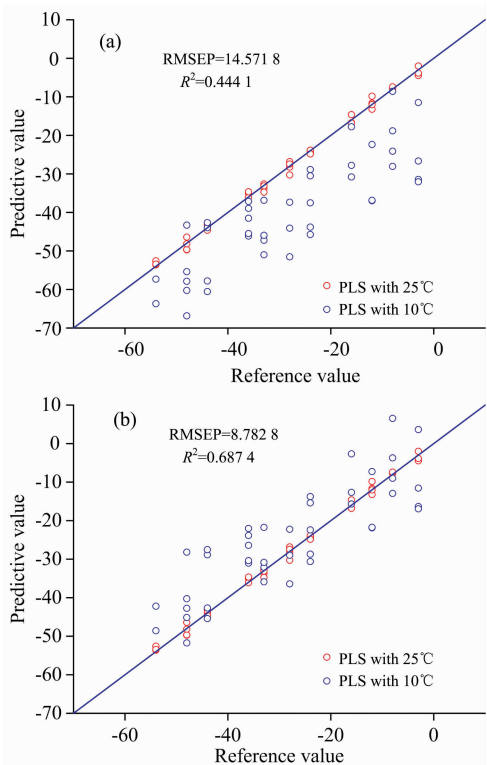 (a)
RMSEP=14.571 8
R²=0.444 1
10
0
-10
-20
-30
-40
-50
-60
-70
Predictive value
PLS with 25℃
PLS with 10℃
-60 -40 -20 0
Reference value
(b)
RMSEP=8.782 8
R²=0.687 4
10
0
-10
-20
-30
-40
-50
-60
-70
Predictive value
PLS with 25℃
PLS with 10℃
-60 -40 -20 0
Reference value